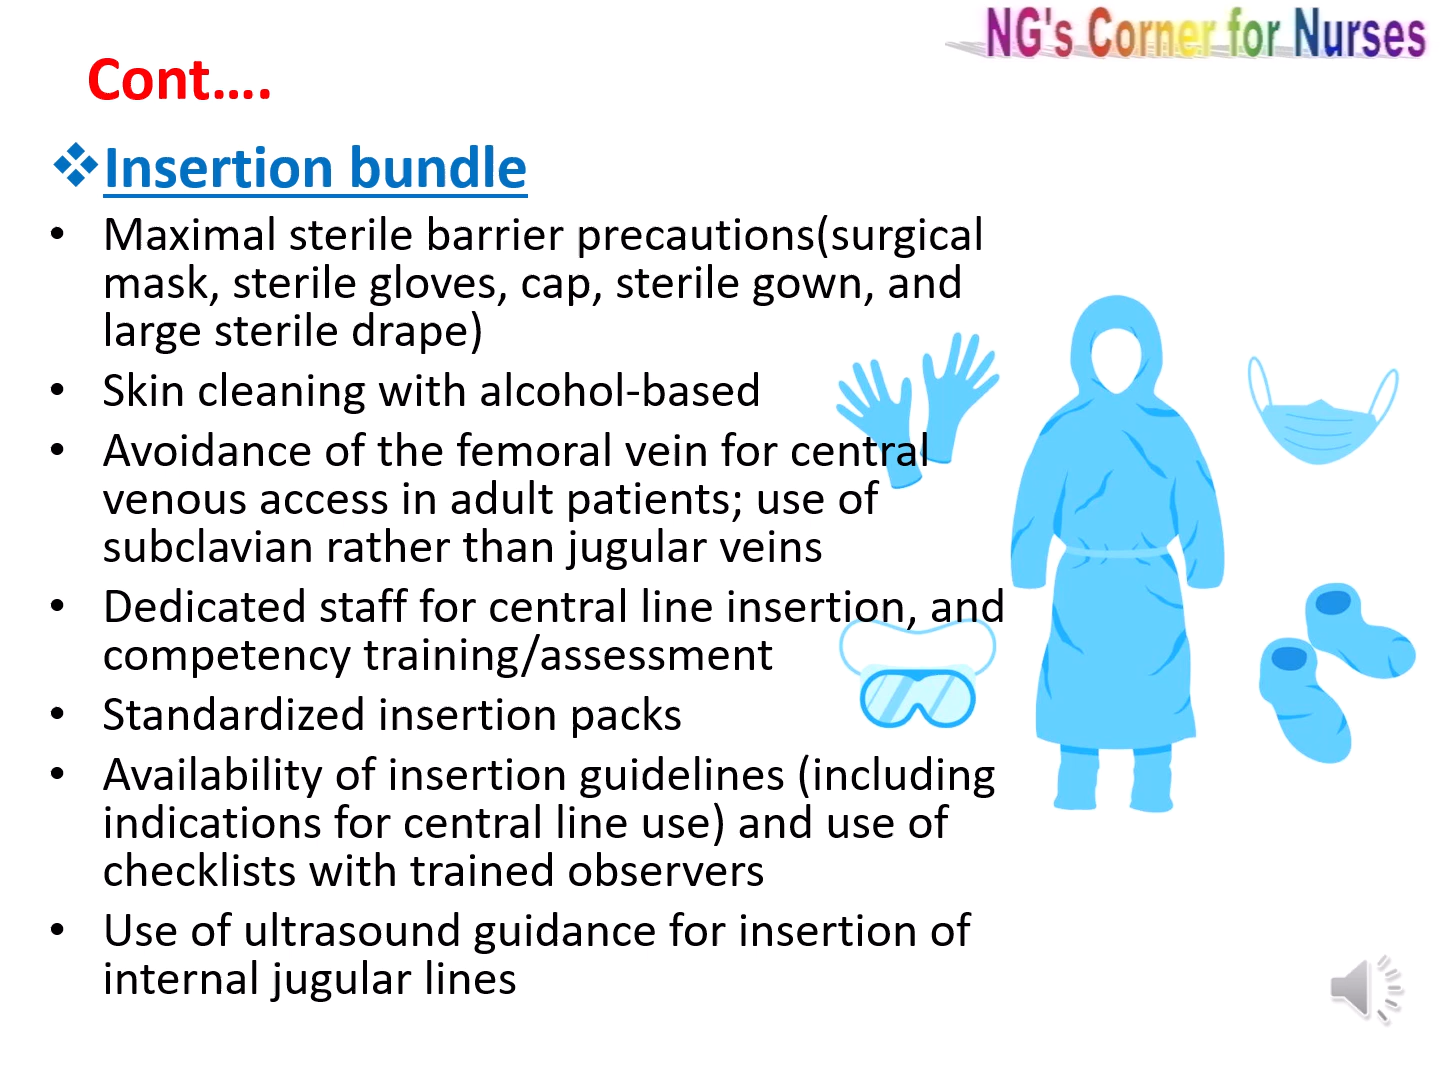 NG's Corner for Nurses
Cont....
❖Insertion bundle
• Maximal sterile barrier precautions(surgical
mask, sterile gloves, cap, sterile gown, and
large sterile drape)
• Skin cleaning with alcohol-based
• Avoidance of the femoral vein for central
venous access in adult patients; use of
subclavian rather than jugular veins
• Dedicated staff for central line insertion, and
competency training/assessment
• Standardized insertion packs
• Availability of insertion guidelines (including
indications for central line use) and use of
checklists with trained observers
• Use of ultrasound guidance for insertion of
internal jugular lines